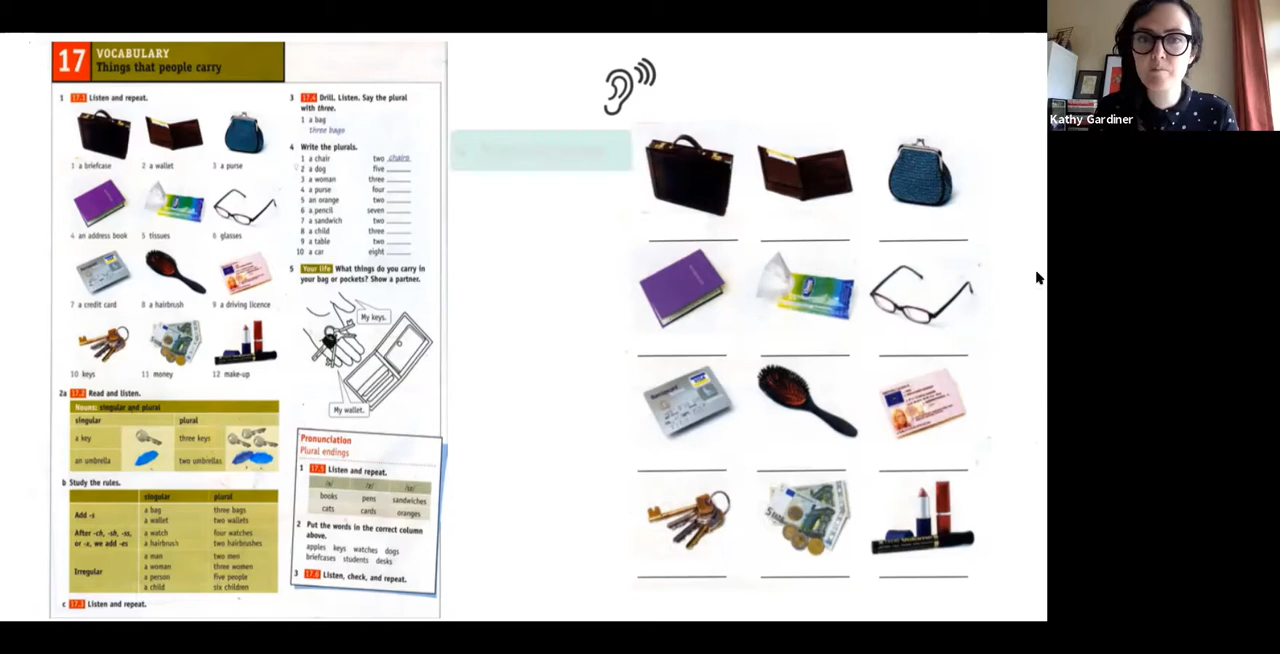 17
VOCABULARY
Things that people carry
1 17.1 Listen and repeat.
1 a briefcase
2 a wallet
3 a purse
4 an address book
5 tissues
6 glasses
7 a credit card
8 a hairbrush
9 a driving licence
10 keys
11 money
12 make-up
2a 17.2 Read and listen.
Nouns: singular and plural
singular plural
a key three keys
an umbrella two umbrellas
b Study the rules.
singular plural
Add -s
a bag three bags
a wallet two wallets
After -ch, -sh, -ss,
or -x, we add -es
a watch four watches
a hairbrush two hairbrushes
Irregular
a man two men
a woman three women
a person five people
a child six children
c 17.3 Listen and repeat.
3 17.4 Drill. Listen. Say the plural
with three.
1 a bag
three bags
4 Write the plurals.
1 a chair two chairs
2 a dog five
3 a woman three
4 a purse four
5 an orange two
6 a pencil seven
7 a sandwich two
8 a child three
9 a table two
10 a car eight
5 Your life What things do you carry in
your bag or pockets? Show a partner.
My keys.
My wallet.
Pronunciation
Plural endings
1 17.5 Listen and repeat.
/s/ /z/ /ɪz/
books pens sandwiches
cats cards oranges
2 Put the words in the correct column
above.
apples keys watches dogs
briefcases students desks
3 17.6 Listen, check, and repeat.
Kathy Gardiner